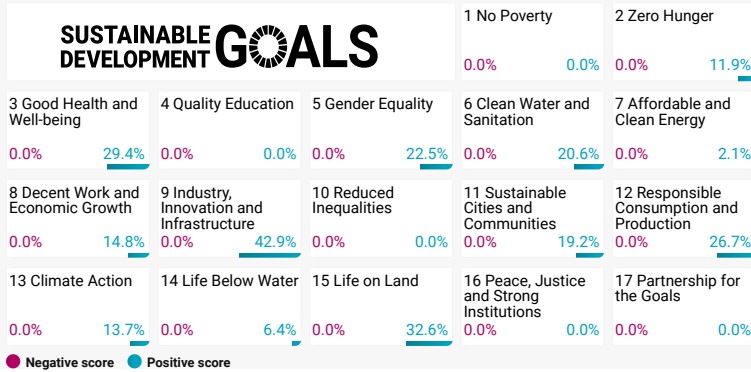 SUSTAINABLE
DEVELOPMENT
GOALS
1 No Poverty
0.0% 0.0%
2 Zero Hunger
0.0% 11.9%
3 Good Health and
Well-being
0.0% 29.4%
4 Quality Education
0.0% 0.0%
5 Gender Equality
0.0% 22.5%
6 Clean Water and
Sanitation
0.0% 20.6%
7 Affordable and
Clean Energy
0.0% 2.1%
8 Decent Work and
Economic Growth
0.0% 14.8%
9 Industry,
Innovation and
Infrastructure
0.0% 42.9%
10 Reduced
Inequalities
0.0% 0.0%
11 Sustainable
Cities and
Communities
0.0% 19.2%
12 Responsible
Consumption and
Production
0.0% 26.7%
13 Climate Action
0.0% 13.7%
14 Life Below Water
0.0% 6.4%
15 Life on Land
0.0% 32.6%
16 Peace, Justice
and Strong
Institutions
0.0% 0.0%
17 Partnership for
the Goals
0.0% 0.0%
Negative score Positive score